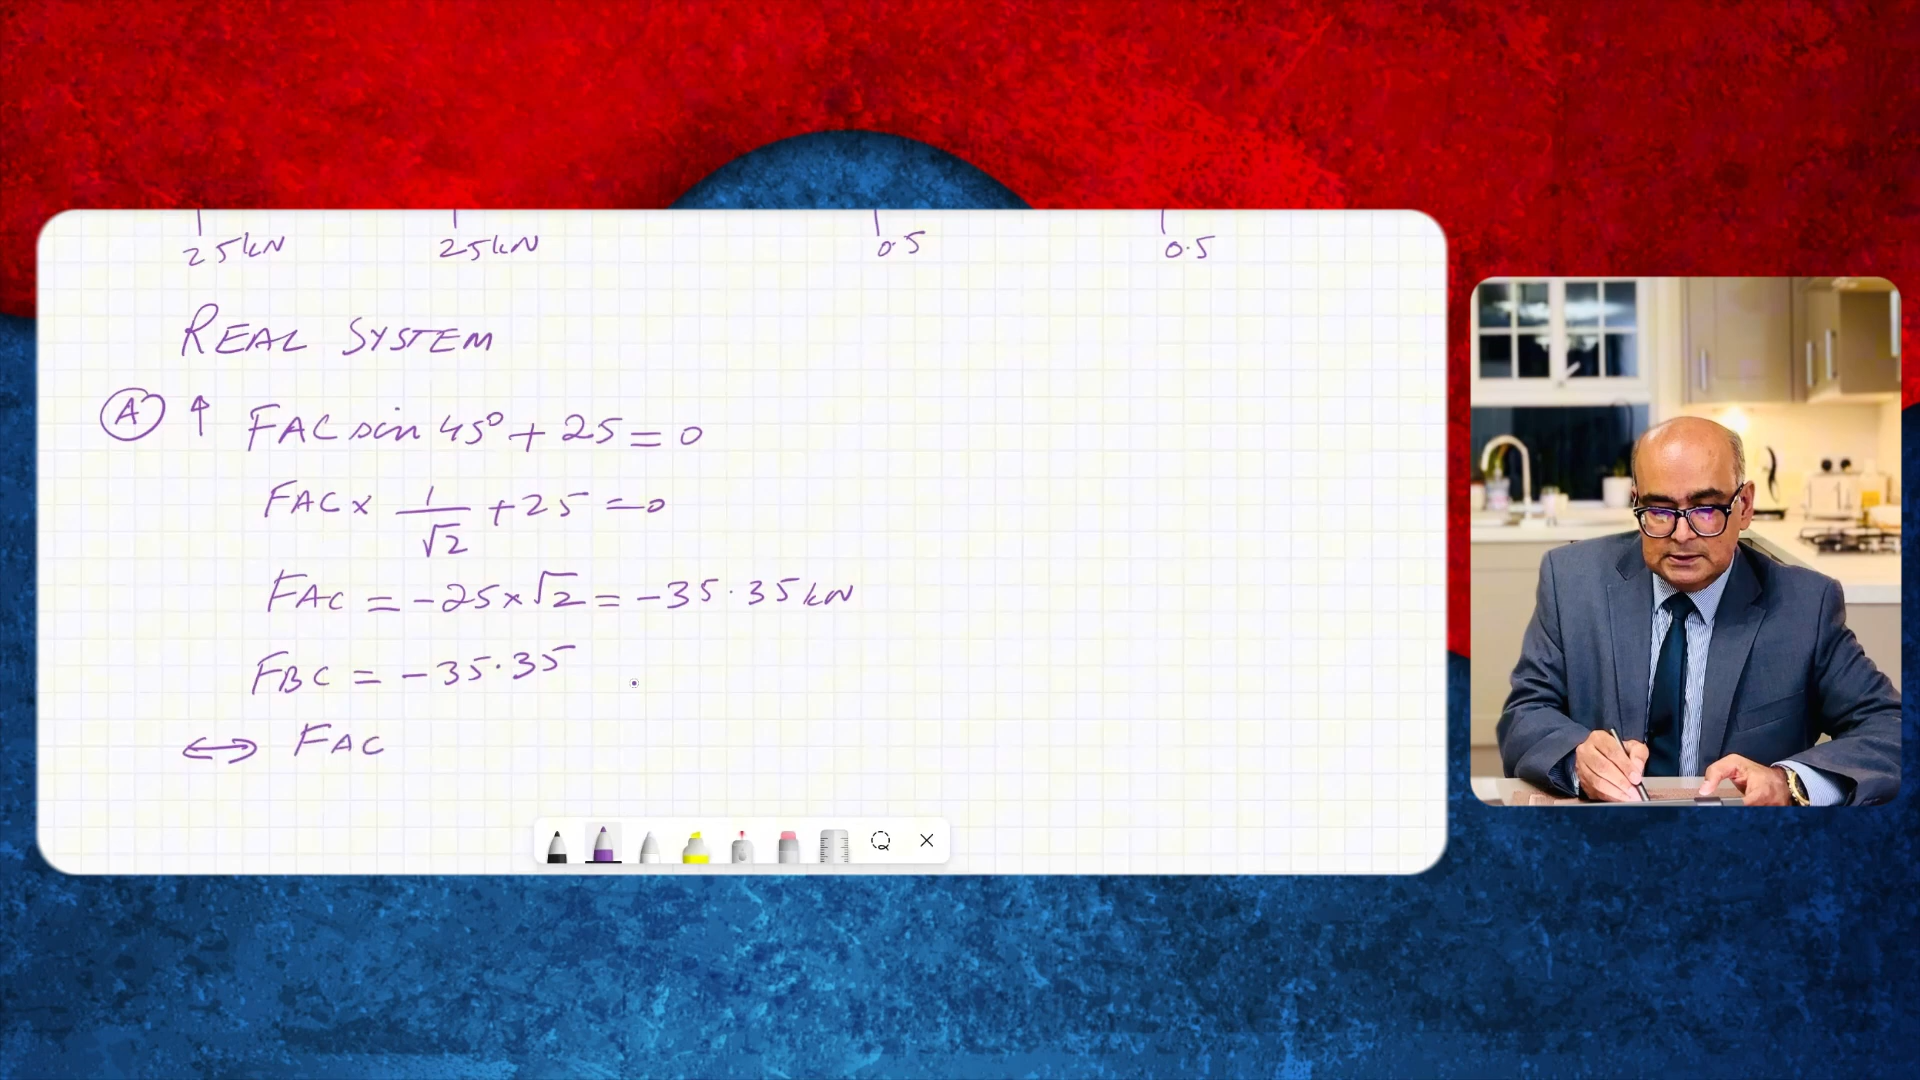 25kN 25kN 0.5 0.5
REAL SYSTEM
A ↑ FAC sin 45° + 25 = 0
FAC × 1/√2 + 25 = 0
FAC = -25 × √2 = -35.35 kN
FBC = -35.35
↔ FAC